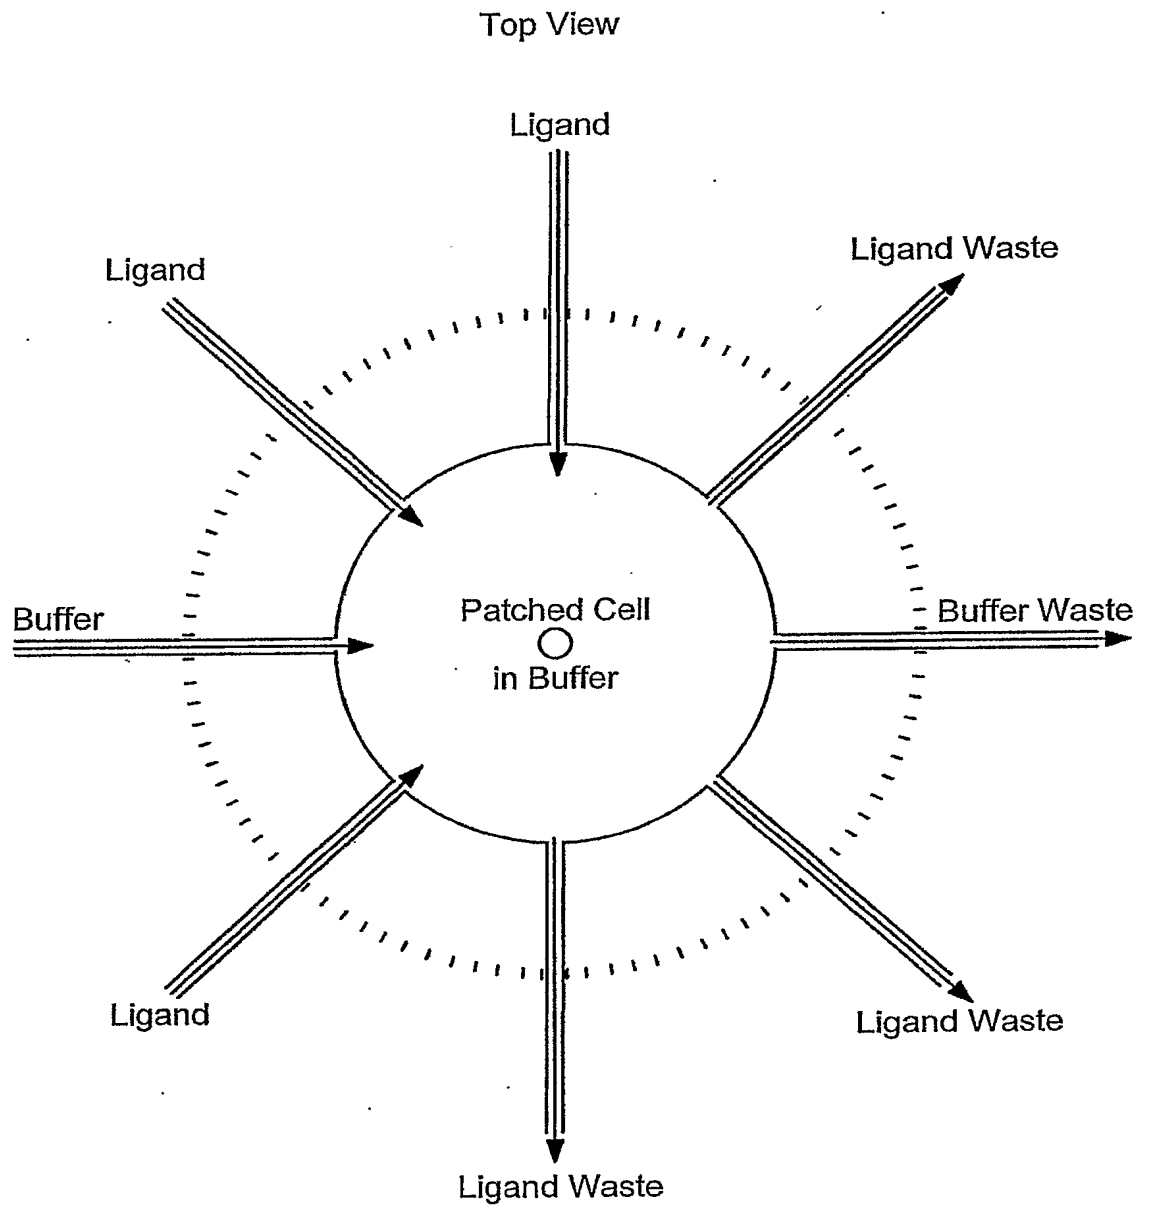 Top View
Ligand
Ligand Waste
Ligand
Buffer
Patched Cell
in Buffer
Buffer Waste
Ligand
Ligand Waste
Ligand Waste